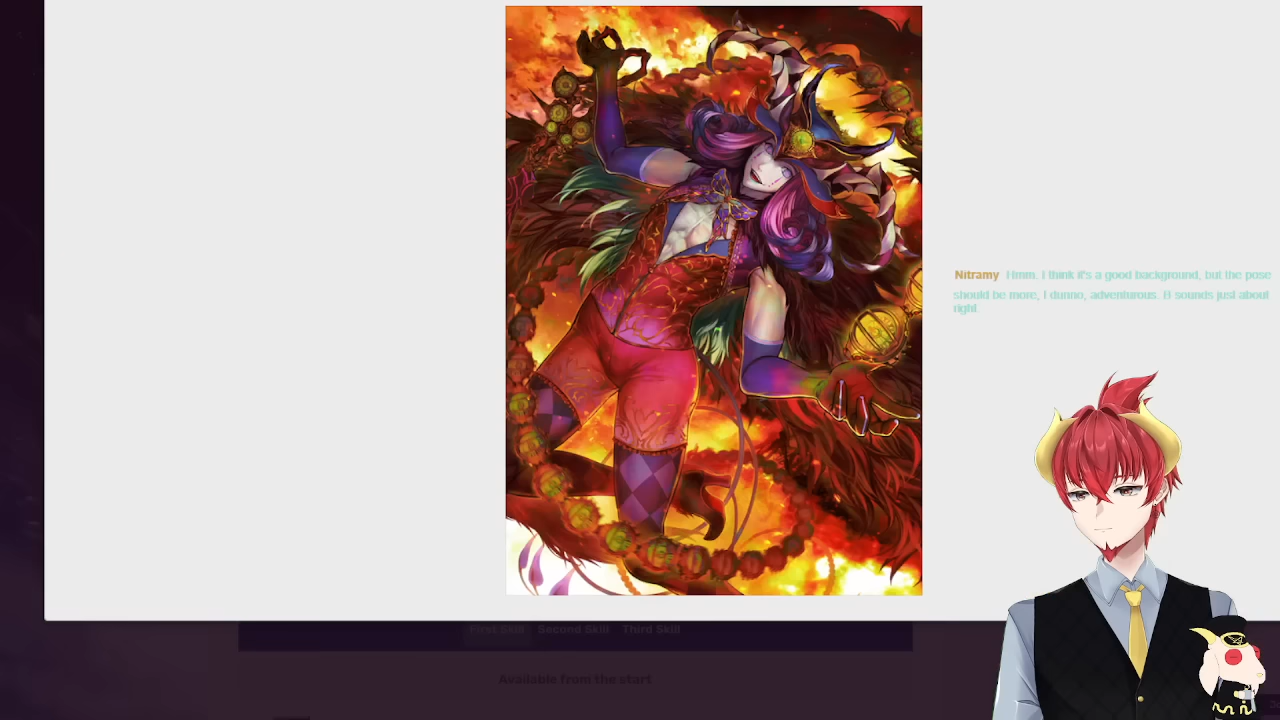 Nitramy Hmm. I think it's a good background, but the pose
should be more, I dunno, adventurous. B sounds just about
right
First Skill Second Skill Third Skill
Available from the start